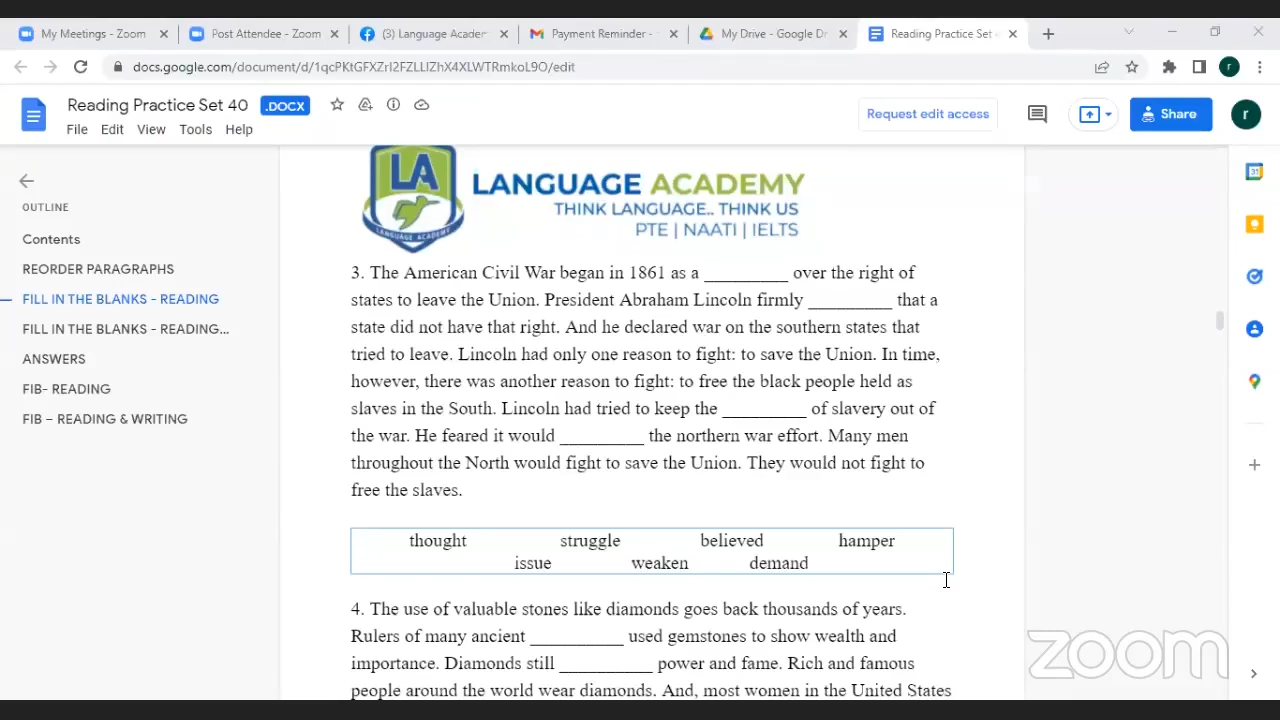 My Meetings - Zoom
Post Attendee - Zoom
(3) Language Acade
Payment Reminder -
My Drive - Google Dr
Reading Practice Set
docs.google.com/document/d/1qcPKtGFXZrI2FZLLlZhX4XLWTRmkoL9O/edit
Reading Practice Set 40 .DOCX
Request edit access
Share
r
File Edit View Tools Help
OUTLINE
Contents
REORDER PARAGRAPHS
FILL IN THE BLANKS - READING
FILL IN THE BLANKS - READING...
ANSWERS
FIB- READING
FIB – READING & WRITING
LA
LANGUAGE ACADEMY
LANGUAGE ACADEMY
THINK LANGUAGE.. THINK US
PTE | NAATI | IELTS
3. The American Civil War began in 1861 as a _________ over the right of
states to leave the Union. President Abraham Lincoln firmly _________ that a
state did not have that right. And he declared war on the southern states that
tried to leave. Lincoln had only one reason to fight: to save the Union. In time,
however, there was another reason to fight: to free the black people held as
slaves in the South. Lincoln had tried to keep the _________ of slavery out of
the war. He feared it would _________ the northern war effort. Many men
throughout the North would fight to save the Union. They would not fight to
free the slaves.
thought struggle believed hamper
issue weaken demand
4. The use of valuable stones like diamonds goes back thousands of years.
Rulers of many ancient __________ used gemstones to show wealth and
importance. Diamonds still __________ power and fame. Rich and famous
people around the world wear diamonds. And, most women in the United States
zoom